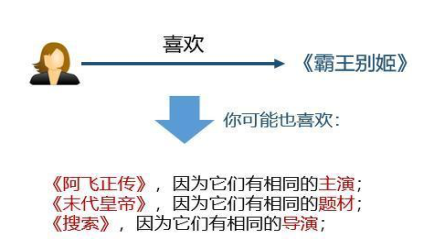 喜欢
《霸王别姬》
你可能也喜欢：
《阿飞正传》，因为它们有相同的主演；
《末代皇帝》，因为它们有相同的题材；
《搜索》，因为它们有相同的导演；